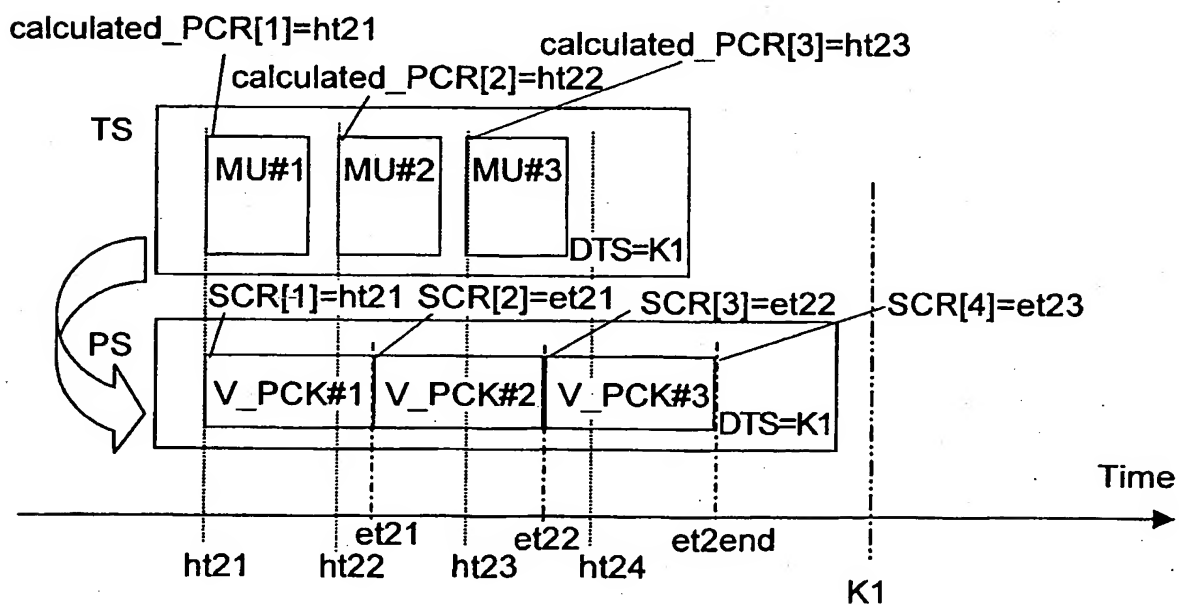 calculated_PCR[1]=ht21
calculated_PCR[3]=ht23
calculated_PCR[2]=ht22
TS
MU#1 MU#2 MU#3
DTS=K1
SCR[1]=ht21 SCR[2]=et21 SCR[3]=et22 SCR[4]=et23
PS
V_PCK#1 V_PCK#2 V_PCK#3
DTS=K1
Time
et21 et22 et2end
ht21 ht22 ht23 ht24
K1